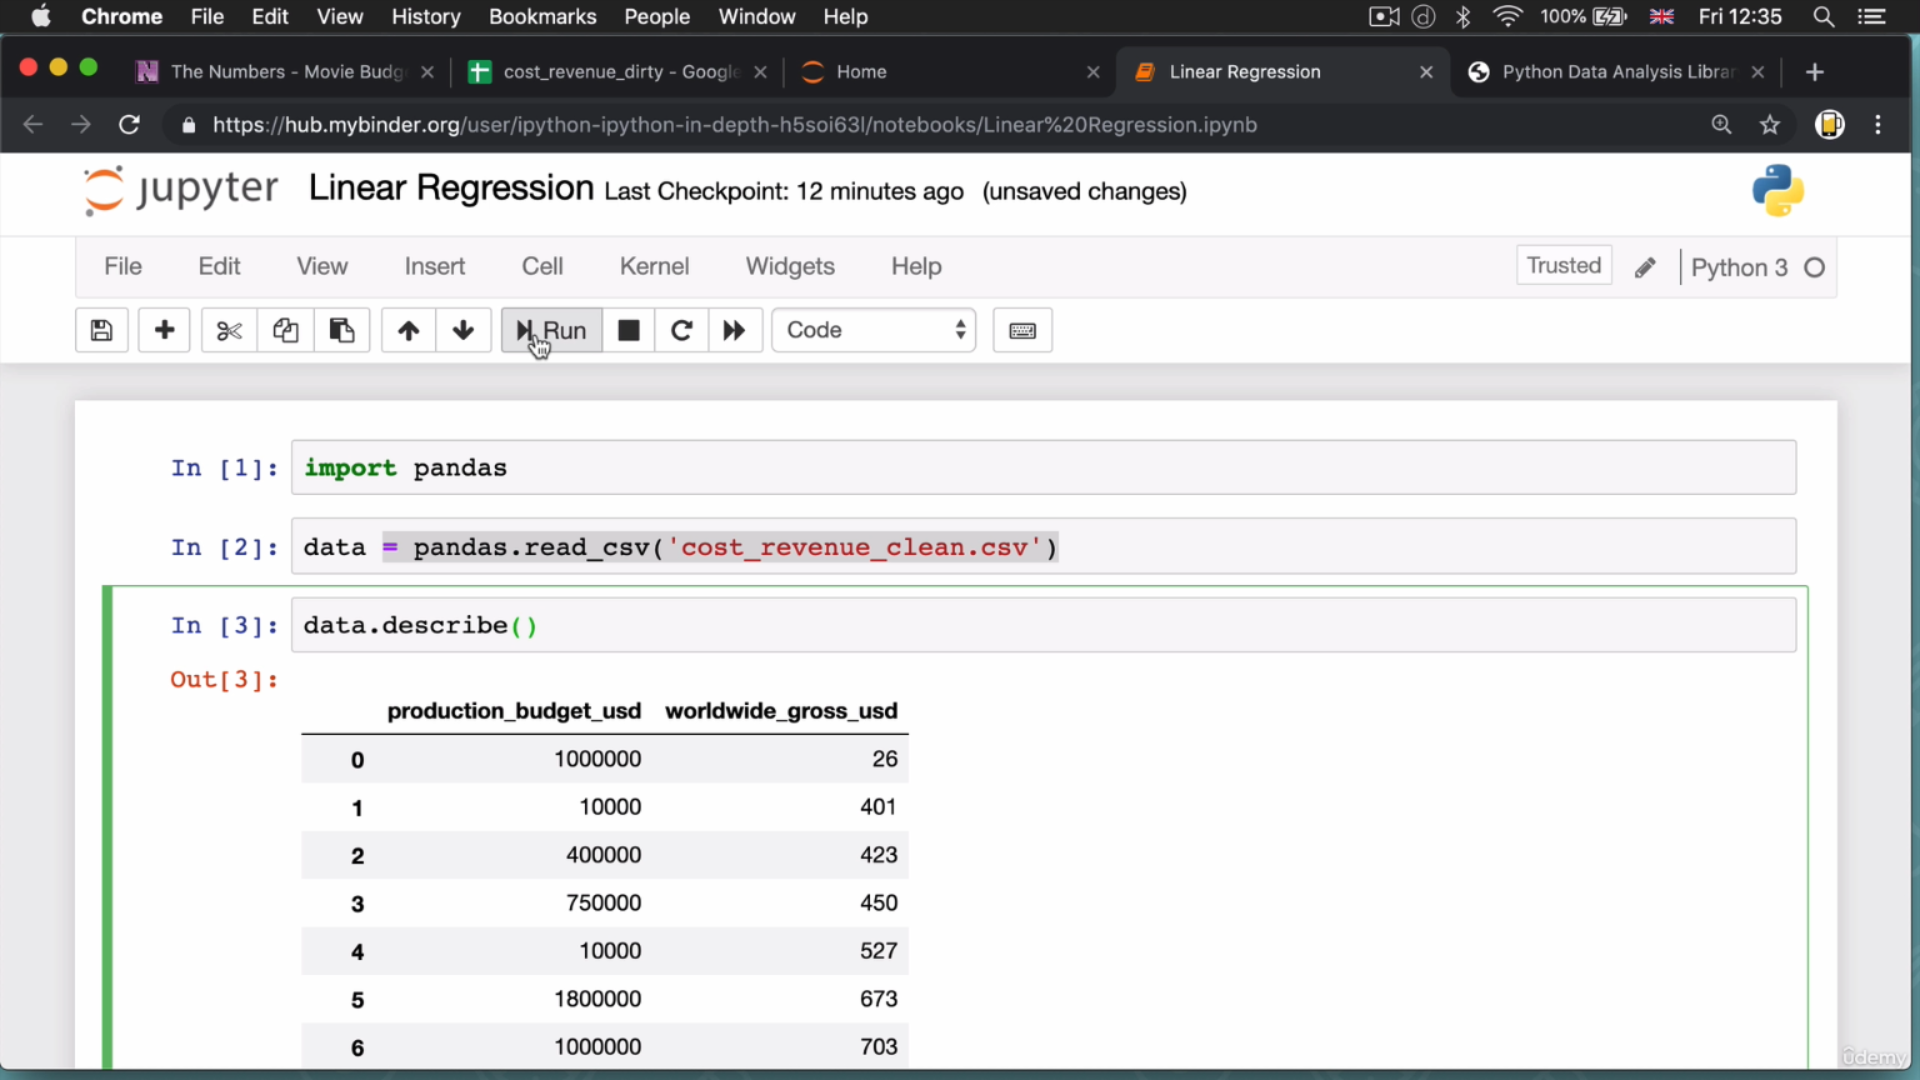 Chrome File Edit View History Bookmarks People Window Help 100% Fri 12:35
The Numbers - Movie Budg cost_revenue_dirty - Google Home Linear Regression Python Data Analysis Librar
https://hub.mybinder.org/user/ipython-ipython-in-depth-h5soi63l/notebooks/Linear%20Regression.ipynb
jupyter Linear Regression Last Checkpoint: 12 minutes ago (unsaved changes)
File Edit View Insert Cell Kernel Widgets Help Trusted Python 3
Run Code
In [1]: import pandas
In [2]: data = pandas.read_csv('cost_revenue_clean.csv')
In [3]: data.describe()
Out[3]:
production_budget_usd worldwide_gross_usd
0 1000000 26
1 10000 401
2 400000 423
3 750000 450
4 10000 527
5 1800000 673
6 1000000 703
ûdemy